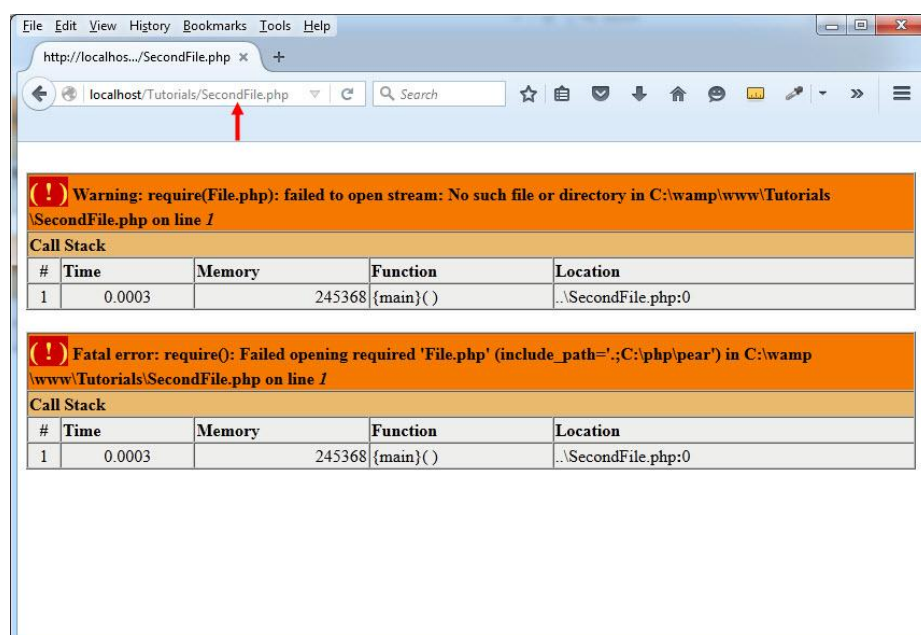 File Edit View History Bookmarks Tools Help
http://localhos.../SecondFile.php × +
localhost/Tutorials/SecondFile.php Search
( ! ) Warning: require(File.php): failed to open stream: No such file or directory in C:\wamp\www\Tutorials
\SecondFile.php on line 1
Call Stack
# Time Memory Function Location
1 0.0003 245368 {main}( ) ..\SecondFile.php:0
( ! ) Fatal error: require(): Failed opening required 'File.php' (include_path='.;C:\php\pear') in C:\wamp
\www\Tutorials\SecondFile.php on line 1
Call Stack
# Time Memory Function Location
1 0.0003 245368 {main}( ) ..\SecondFile.php:0